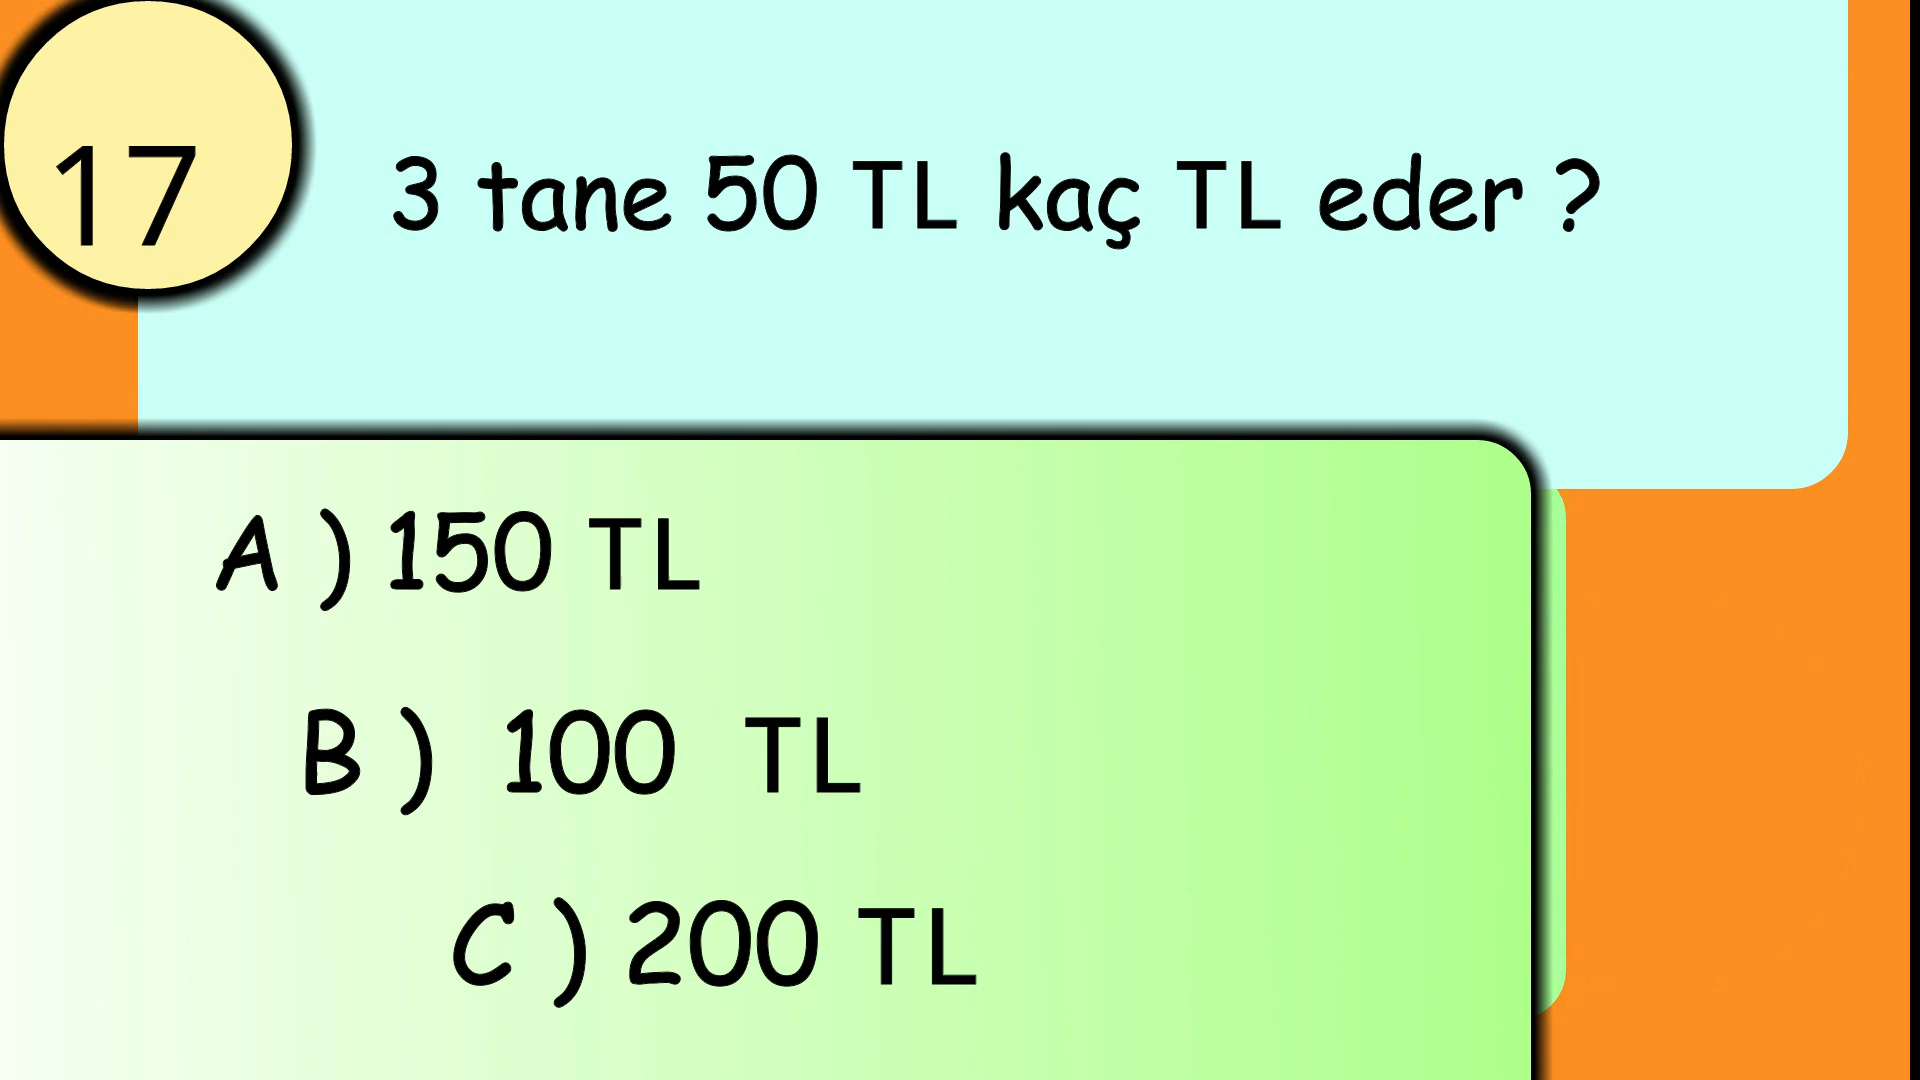 17
3 tane 50 TL kaç TL eder ?
A ) 150 TL
B ) 100 TL
C ) 200 TL